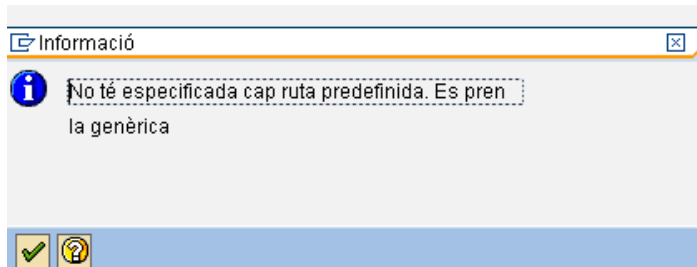 Informació
No té especificada cap ruta predefinida. Es pren
la genèrica